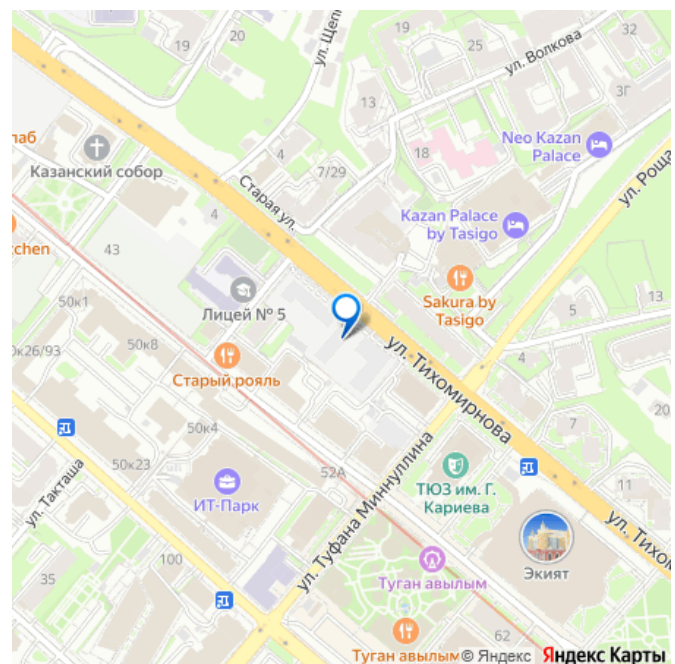 19
20
ул. Щеп
19
25
ул. Волкова
32
3Г
13
Neo Kazan
Palace
лаб
Казанский собор
4
7/29
18
Старая ул.
Kazan Palace
by Tasigo
ул. Роща
4
tchen
43
Лицей № 5
Sakura by
Tasigo
5
13
50к1
50к8
0к26/93
Старый рояль
ул. Тихомирнова
4
7
20
50к4
50к23
52А
ул. Такташа
ИТ-Парк
ТЮЗ им. Г.
Кариева
11
ул. Туфана Миннуллина
ул. Тихом
Экият
35
100
Туган авылым
62
Туган авылым
© Яндекс Яндекс Карты